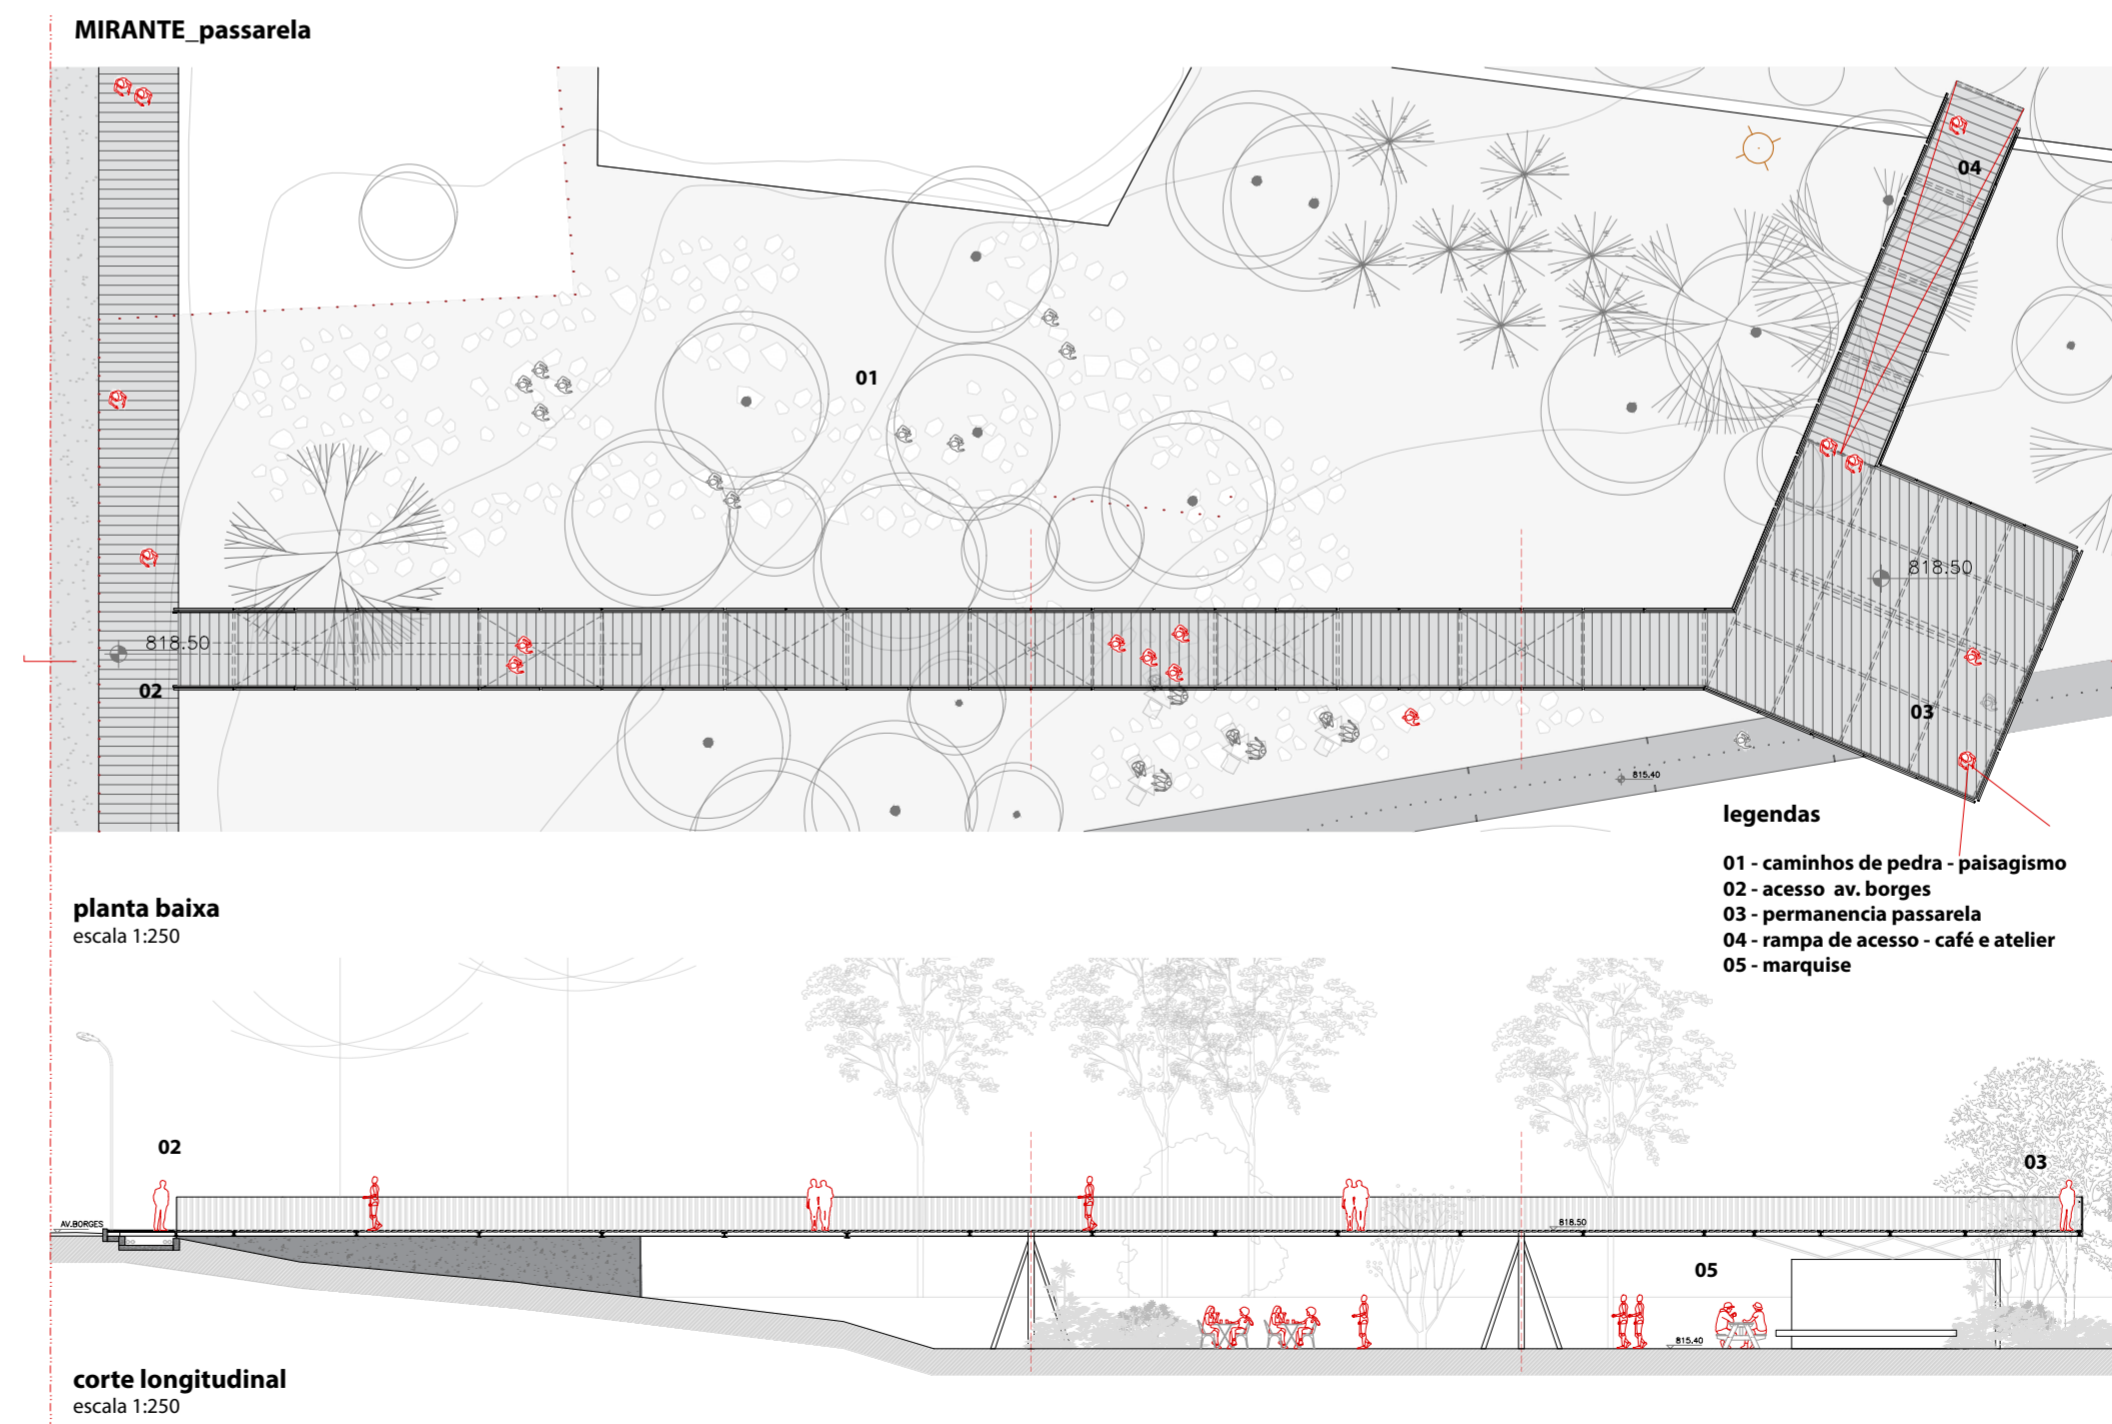 MIRANTE_passarela
04
01
818.50
818.50
02
03
815.40
legendas
01 - caminhos de pedra - paisagismo
02 - acesso  av. borges
03 - permanencia passarela
04 - rampa de acesso - café e atelier
05 - marquise
planta baixa
escala 1:250
02
03
AV.BORGES
818.50
05
815.40
corte longitudinal
escala 1:250